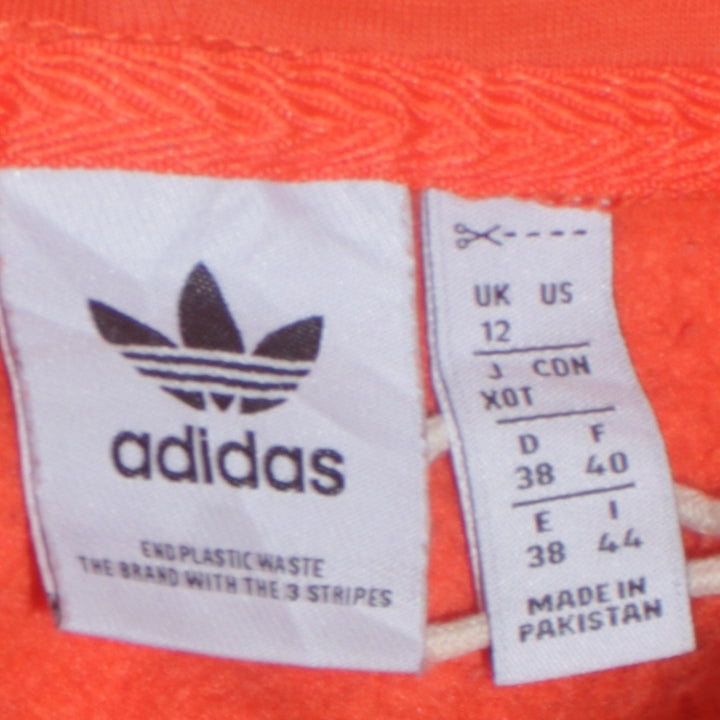 adidas
END PLASTIC WASTE
THE BRAND WITH THE 3 STRIPES
UK US
12
J CDN
XOT
D F
38 40
E I
38 44
MADE IN
PAKISTAN